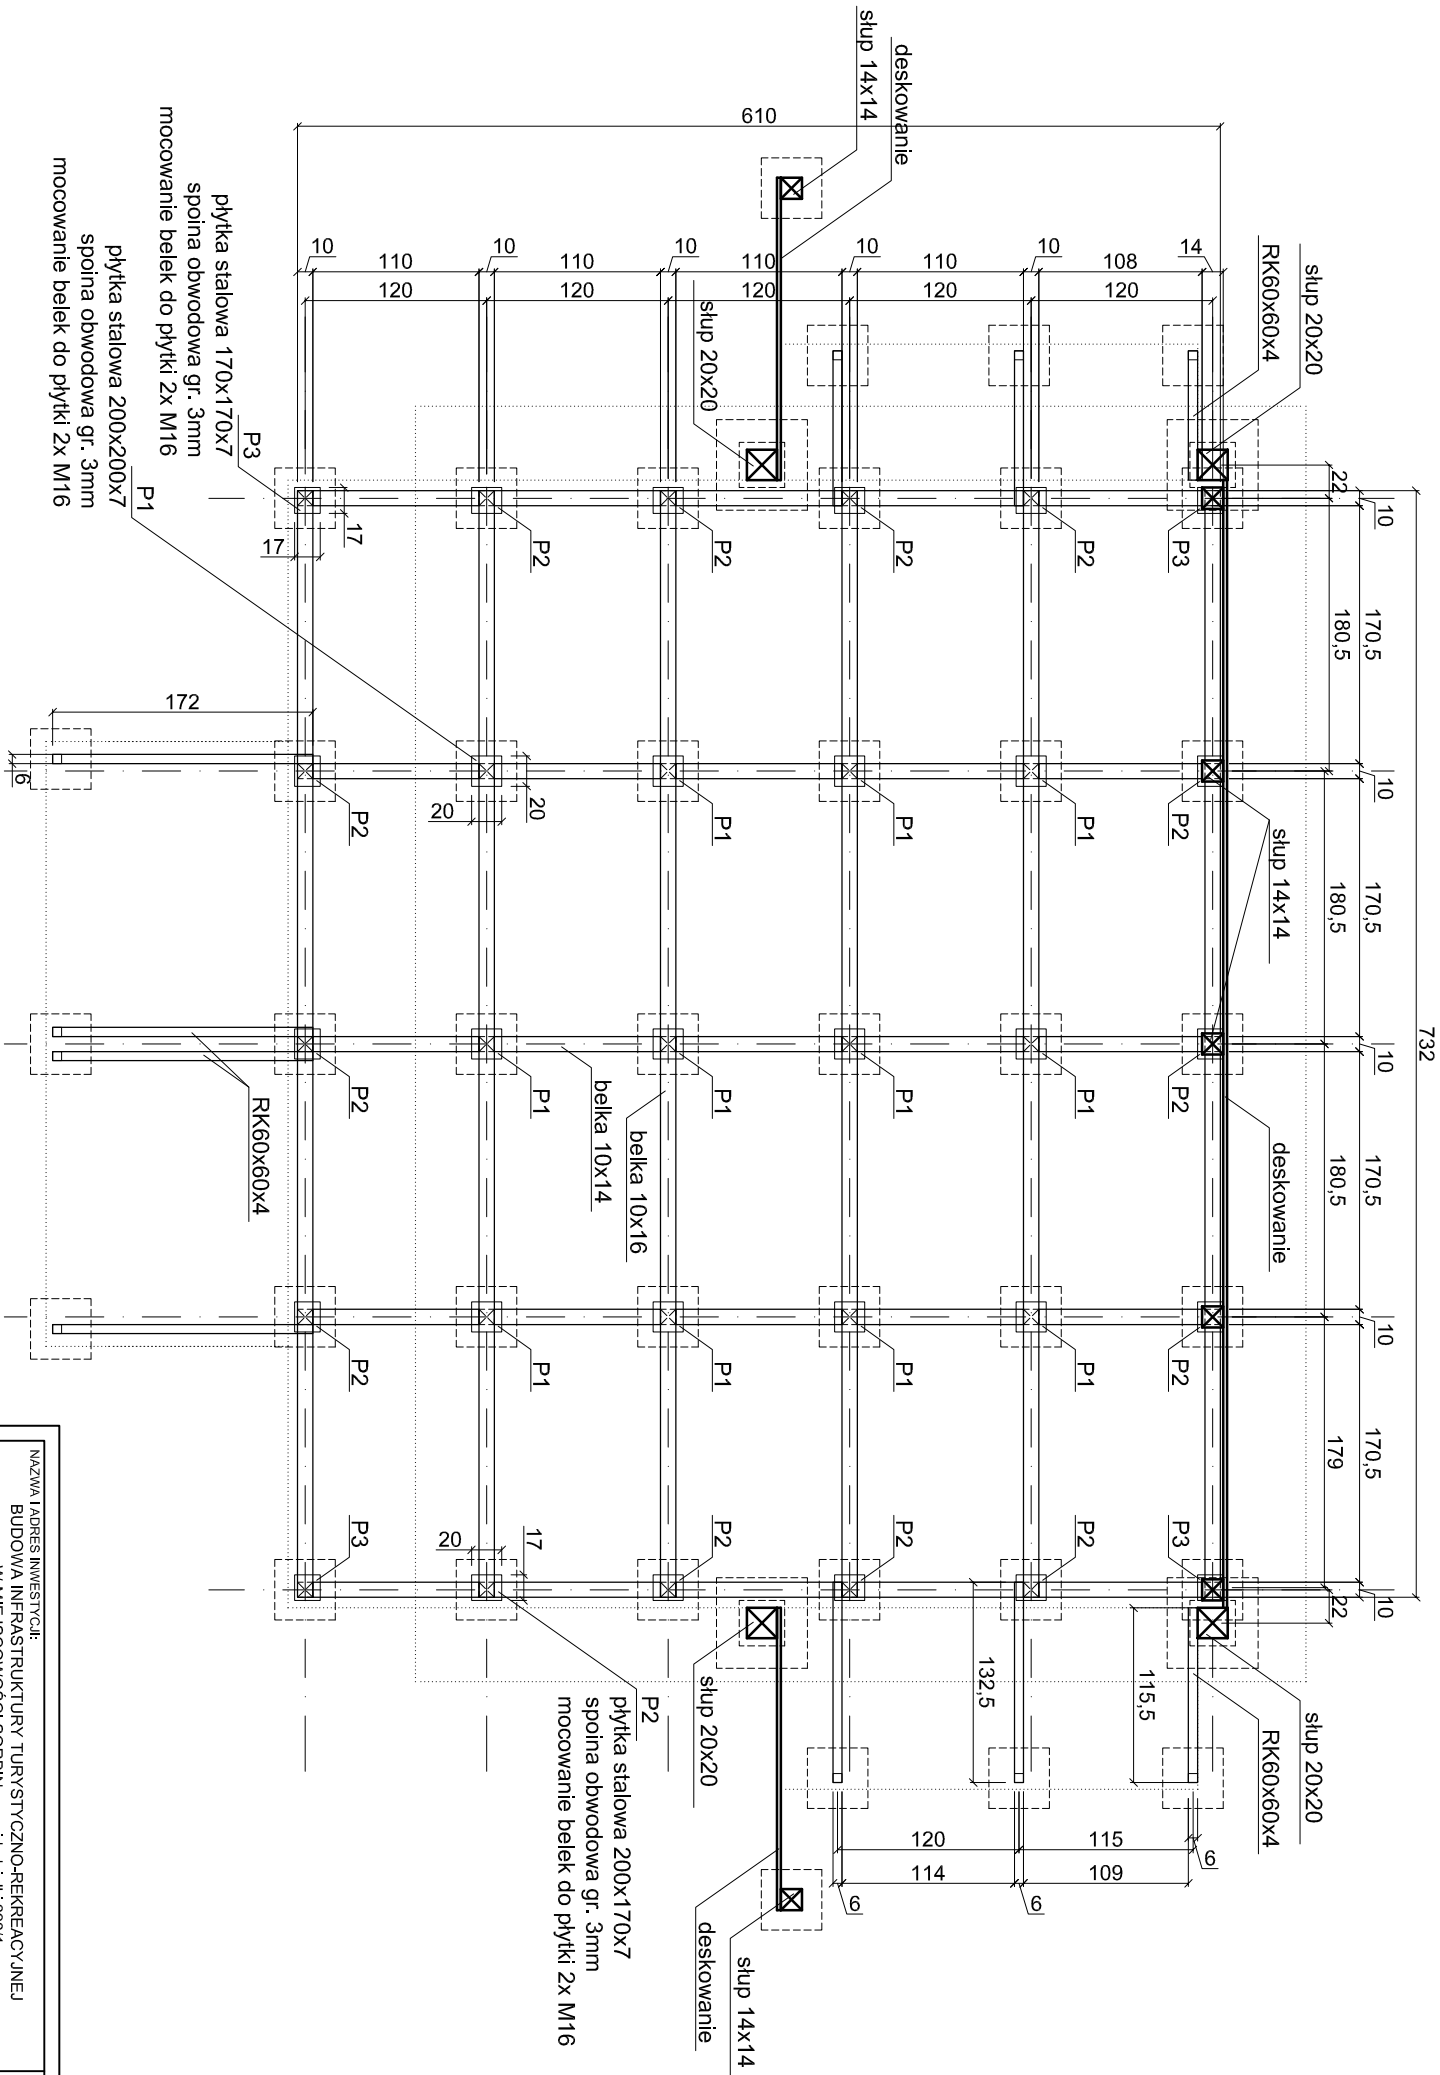 732
10
170,5
10
170,5
10
170,5
10
170,5
10
22
180,5
180,5
180,5
179
22
słup 20x20
RK60x60x4
deskowanie
słup 14x14
610
14
108
10
110
10
110
10
110
10
110
10
120
120
120
120
120
słup 20x20
słup 14x14
deskowanie
słup 20x20
RK60x60x4
115,5
132,5
6
115
120
109
6
114
6
P3
P2
P2
P2
P3
P2
P1
P1
P1
P2
P2
P1
P1
P1
P2
P2
P1
P1
P1
P2
P2
P1
P1
P2
P2
P2
P2
P3
P3
płytka stalowa 170x170x7
spoina obwodowa gr. 3mm
mocowanie belek do płytki 2x M16
17
17
P1
płytka stalowa 200x200x7
spoina obwodowa gr. 3mm
mocowanie belek do płytki 2x M16
20
20
172
6
belka 10x16
belka 10x14
RK60x60x4
20
17
słup 20x20
P2
płytka stalowa 200x170x7
spoina obwodowa gr. 3mm
mocowanie belek do płytki 2x M16
słup 14x14
deskowanie
NAZWA I ADRES INWESTYCJI:
BUDOWA INFRASTRUKTURY TURYSTYCZNO-REKREACYJNEJ